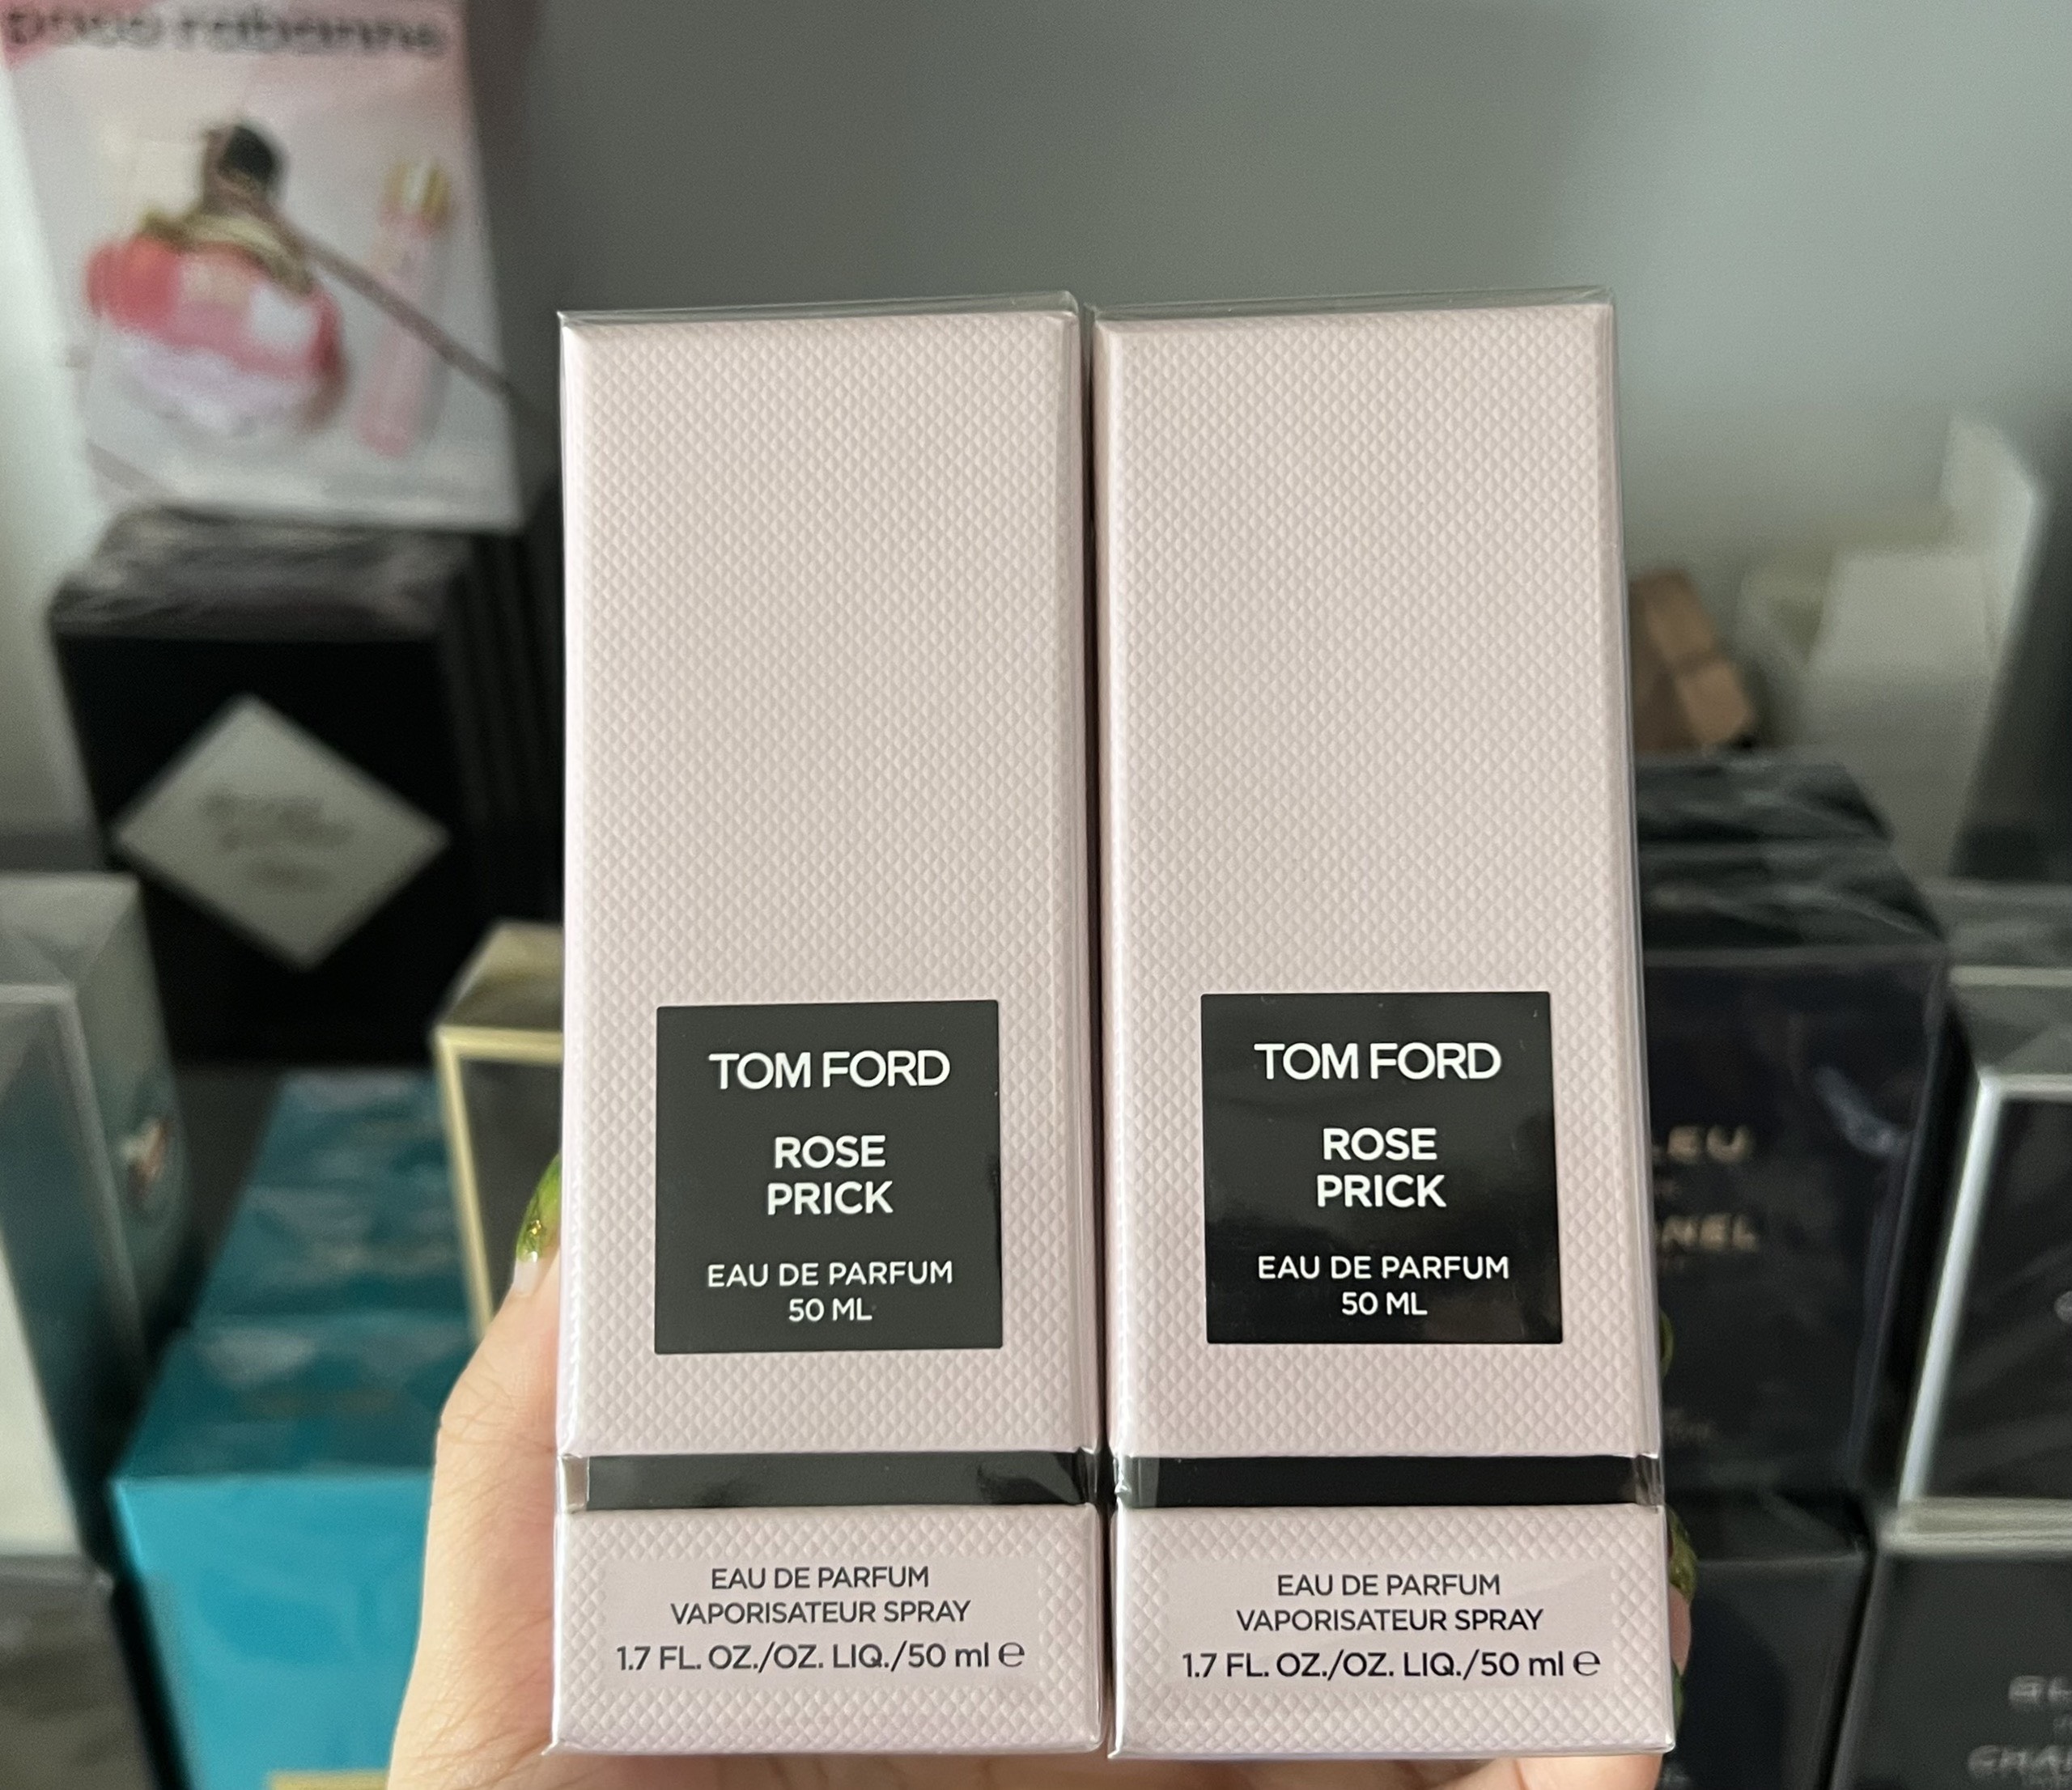 paco rabanne
TOM FORD
ROSE
PRICK
EAU DE PARFUM
50 ML
EAU DE PARFUM
VAPORISATEUR SPRAY
1.7 FL. OZ./OZ. LIQ./50 ml ℮
TOM FORD
ROSE
PRICK
EAU DE PARFUM
50 ML
EAU DE PARFUM
VAPORISATEUR SPRAY
1.7 FL. OZ./OZ. LIQ./50 ml ℮